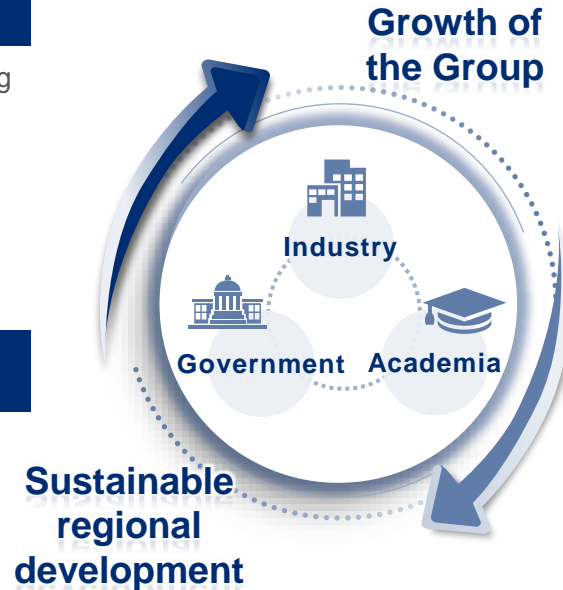 Growth of
the Group
g
Industry
Government
Academia
Sustainable
regional
development